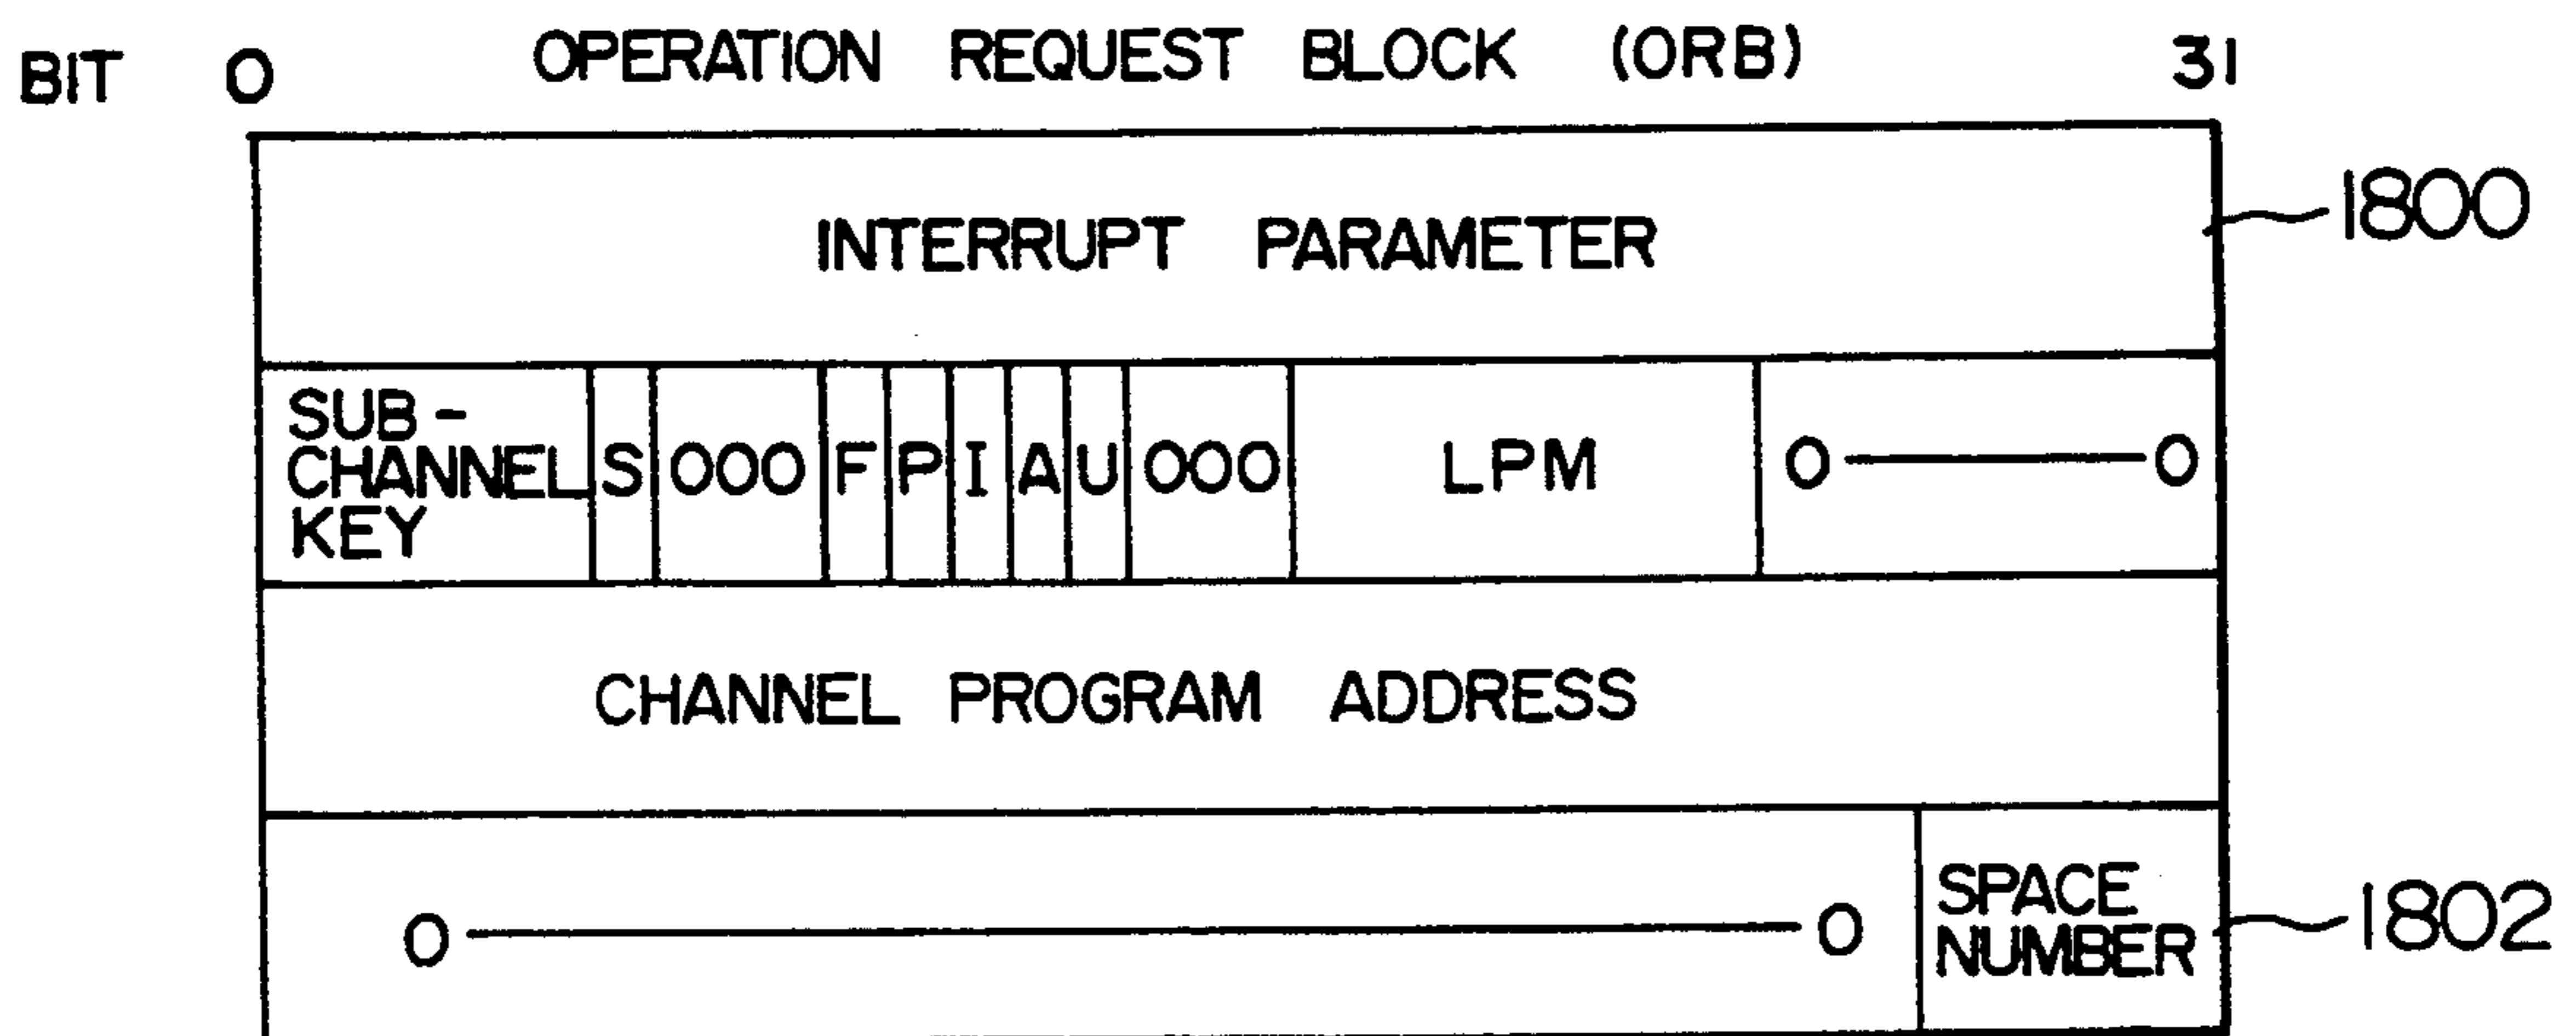 BIT 0 OPERATION REQUEST BLOCK (ORB) 31
INTERRUPT PARAMETER 1800
SUB-
CHANNEL S 000 F P I A U 000 LPM 0 0
KEY
CHANNEL PROGRAM ADDRESS
SPACE
0 0 NUMBER 1802